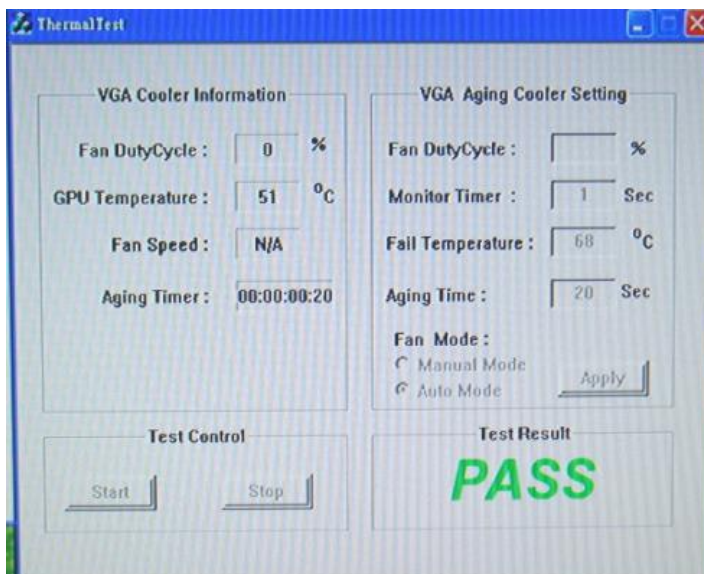 ThermalTest
VGA Cooler Information
Fan DutyCycle : 0 %
GPU Temperature : 51 °C
Fan Speed : N/A
Aging Timer : 00:00:00:20
VGA Aging Cooler Setting
Fan DutyCycle : %
Monitor Timer : 1 Sec
Fail Temperature : 68 °C
Aging Time : 20 Sec
Fan Mode :
Manual Mode
Auto Mode
Apply
Test Control
Start Stop
Test Result
PASS